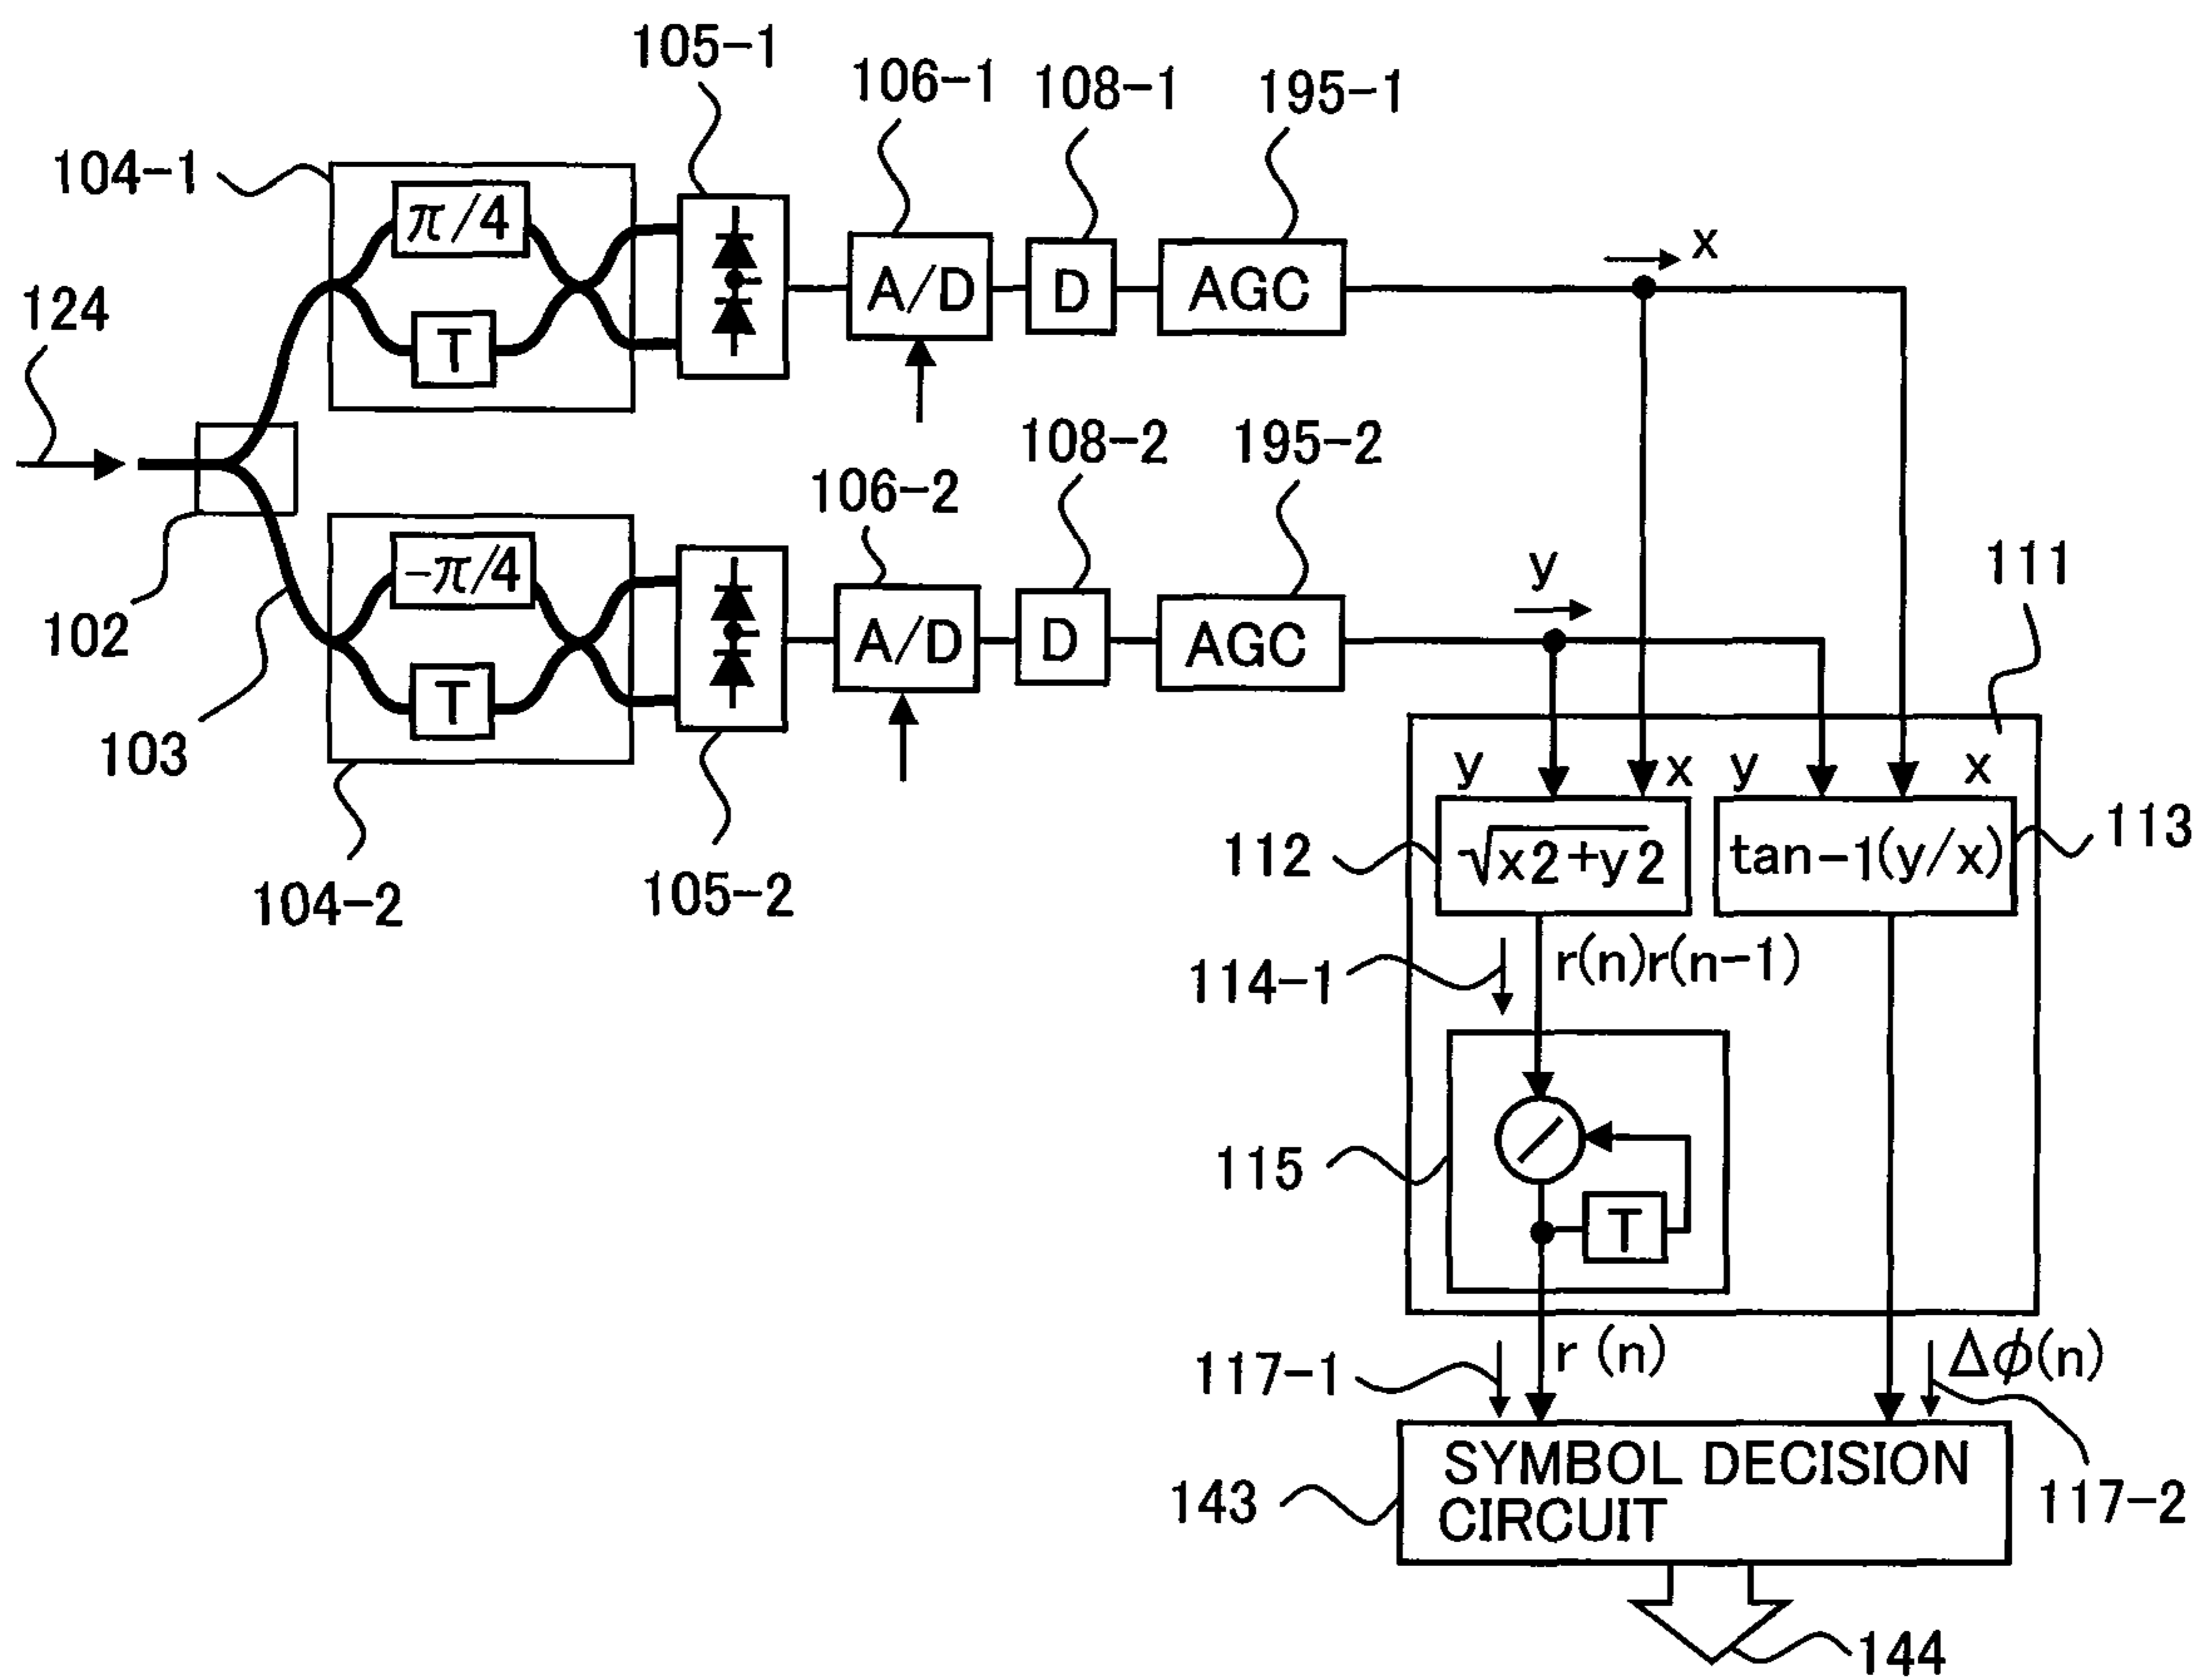 105-1
106-1
108-1
195-1
104-1
π/4
T
A/D
D
AGC
x
124
108-2
195-2
106-2
102
103
-π/4
T
A/D
D
AGC
y
111
104-2
105-2
y
x
y
x
112
√x2+y2
tan-1(y/x)
113
114-1
r(n)r(n-1)
115
T
117-1
r (n)
Δϕ(n)
117-2
143
SYMBOL DECISION
CIRCUIT
144